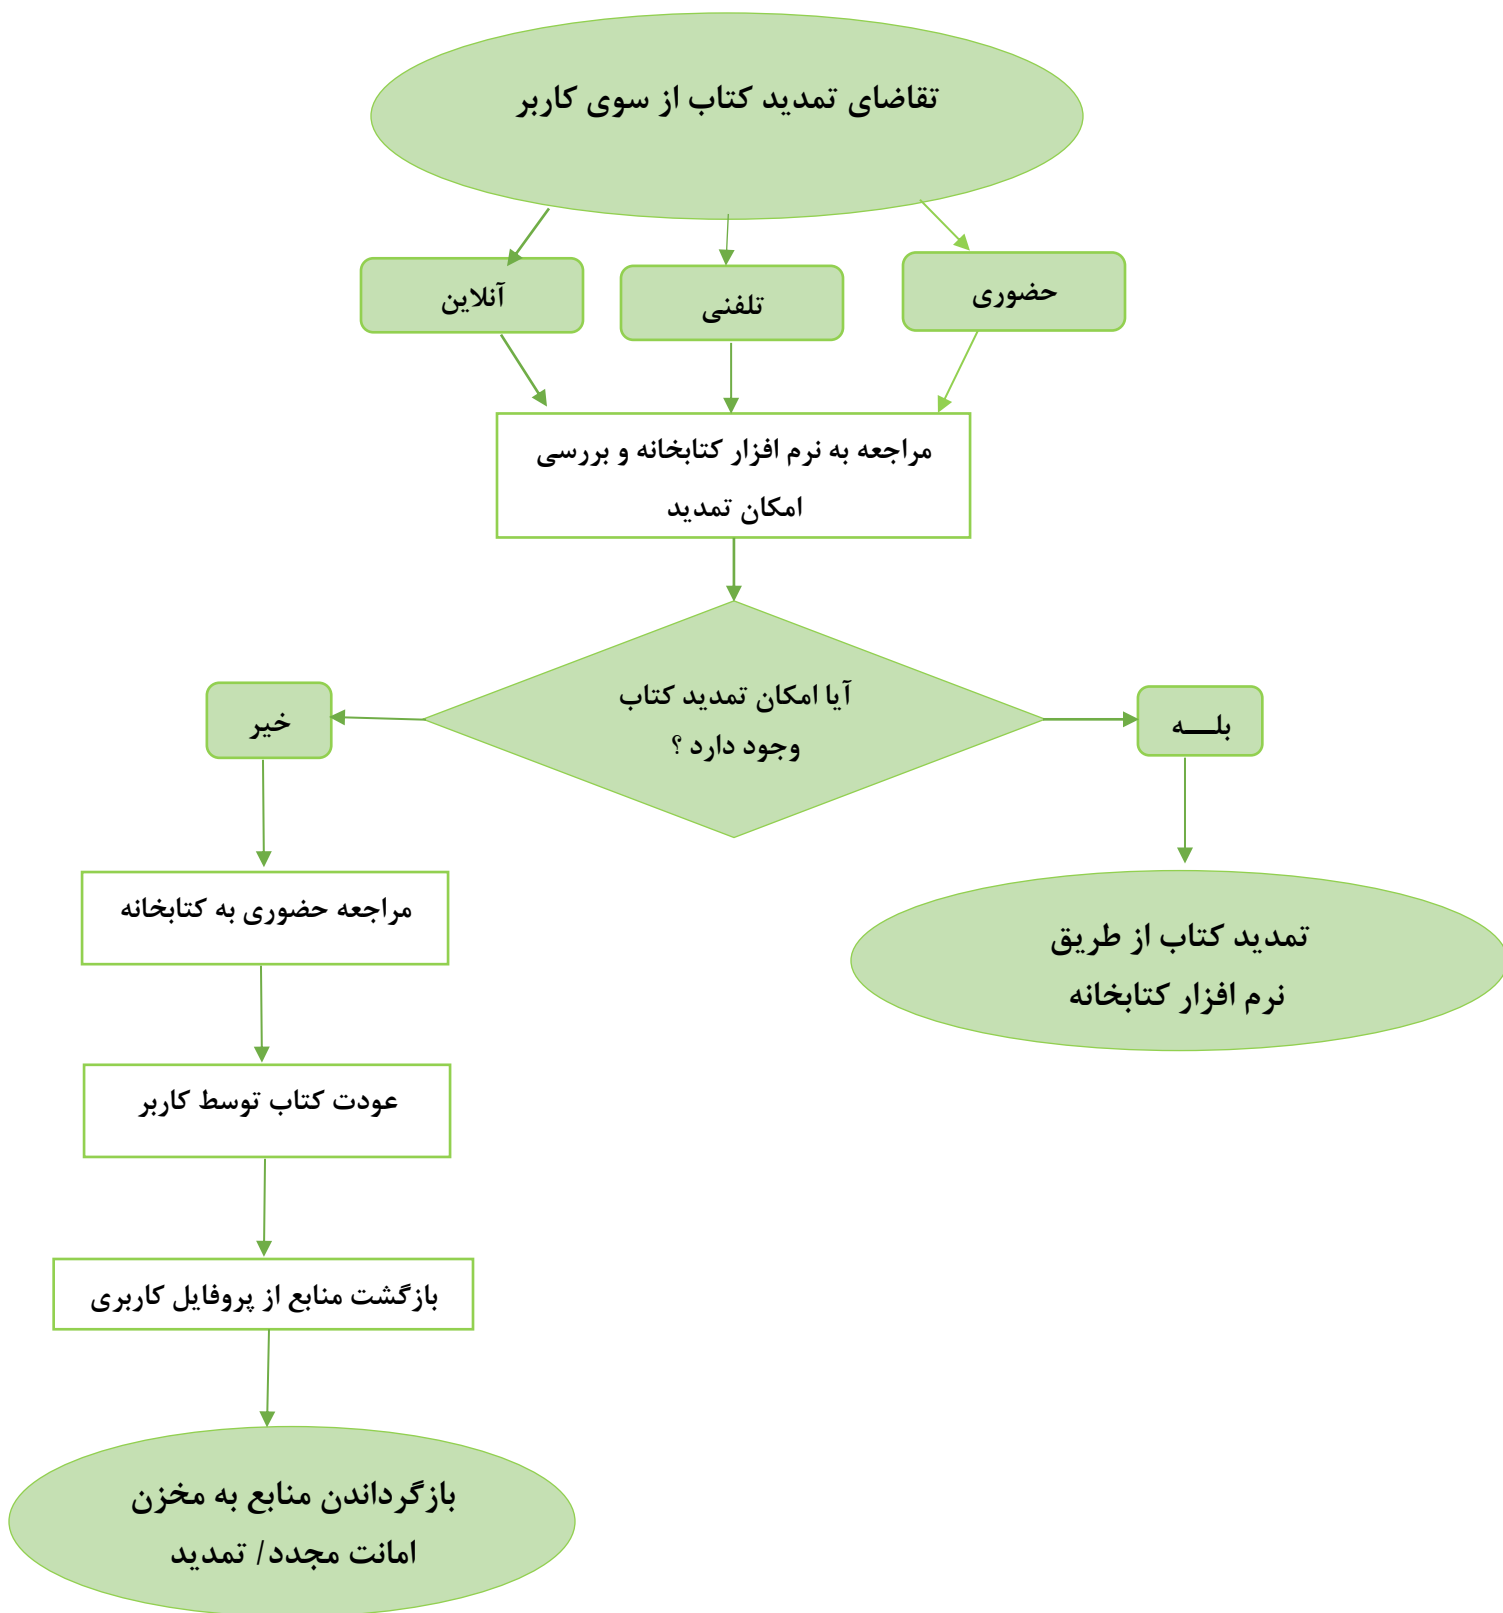 تقاضای تمدید کتاب از سوی کاربر
حضوری
تلفنی
آنلاین
مراجعه به نرم افزار کتابخانه و بررسی
امکان تمدید
آیا امکان تمدید کتاب
وجود دارد ؟
بلـــه
خیر
تمدید کتاب از طریق
نرم افزار کتابخانه
مراجعه حضوری به کتابخانه
عودت کتاب توسط کاربر
بازگشت منابع از پروفایل کاربری
بازگرداندن منابع به مخزن
امانت مجدد/ تمدید